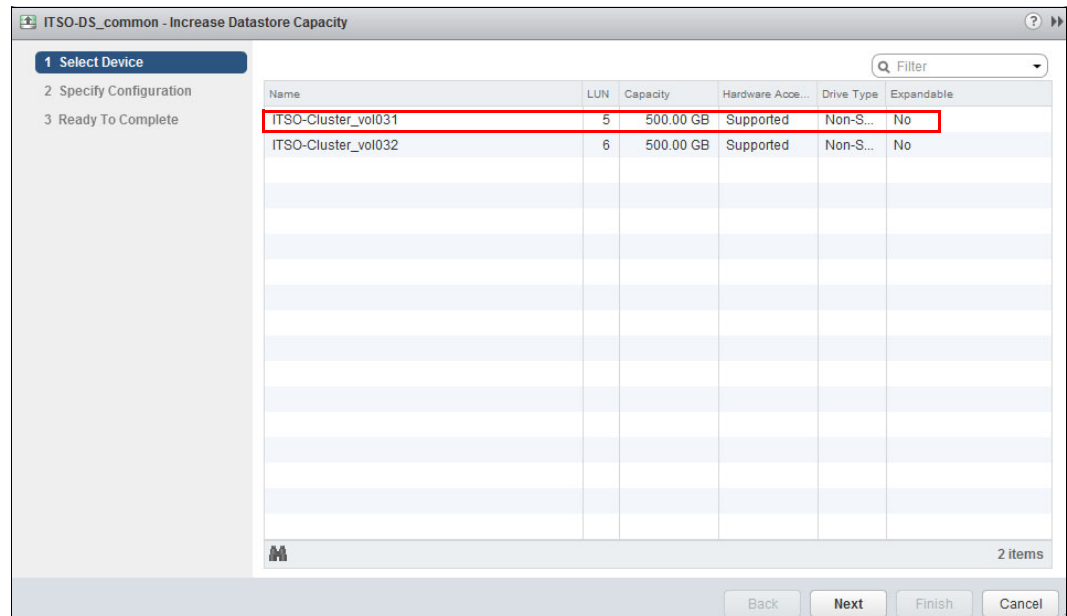 ITSO-DS_common - Increase Datastore Capacity ?
1 Select Device
Filter
2 Specify Configuration
Name LUN Capacity Hardware Acce... Drive Type Expandable
3 Ready To Complete
ITSO-Cluster_vol031 5 500.00 GB Supported Non-S... No
ITSO-Cluster_vol032 6 500.00 GB Supported Non-S... No
2 items
Back Next Finish Cancel